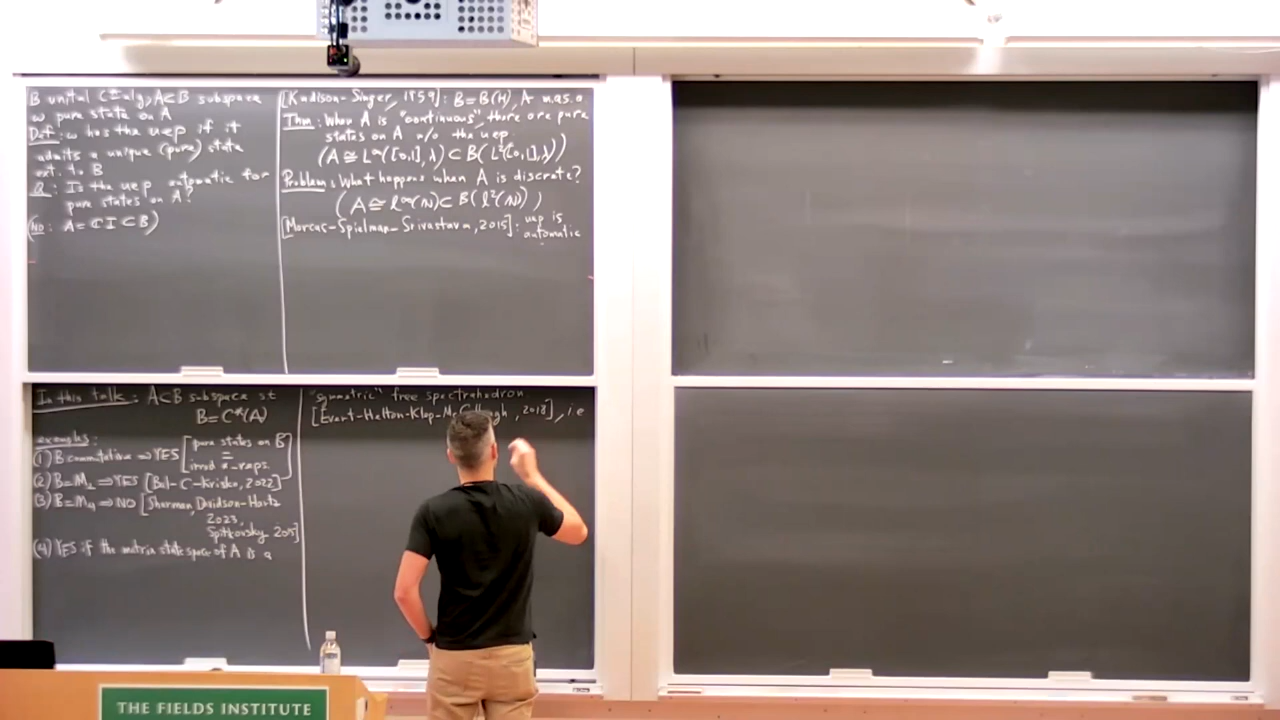 B unital C*-alg, A⊂B subspace
ω pure state on A
Def: ω has the uep if it
admits a unique (pure) state
ext. to B
Q: Is the uep automatic for
pure states on A?
(No: A = ℂI ⊂ B)
[Kadison-Singer, 1959]: B=B(H), A m.a.s.a
Thm: When A is "continuous", there are pure
states on A w/o the uep
(A ≅ L^∞([0,1], λ) ⊂ B(L²([0,1],λ))
Problem: What happens when A is discrete?
(A ≅ ℓ^∞(ℕ) ⊂ B(ℓ²(ℕ)))
[Marcus-Spielman-Srivastava, 2015]: uep is
automatic
In this talk: A⊂B subspace st
B = C*(A)
examples:
(1) B commutative ⇒ YES [pure states on B
=
irred *-reps.]
(2) B=M₂ ⇒ YES [Bal-C-Krisko, 2022]
(3) B=M₄ ⇒ NO [Sherman, Davidson-Hartz
2023,
Spitkovsky 2015]
(4) YES if the matrix state space of A is a
"symmetric" free spectrahedron
[Evert-Helton-Klep-McCullough, 2018], ie
THE FIELDS INSTITUTE